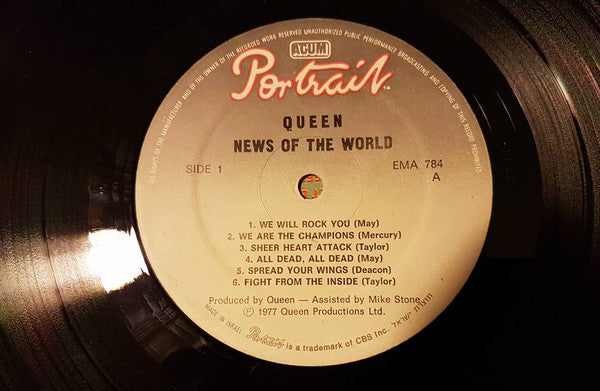 ALL RIGHTS OF THE MANUFACTURER AND OF THE OWNER OF THE RECORDED WORK RESERVED UNAUTHORIZED PUBLIC PERFORMANCE BROADCASTING AND COPYING OF THIS RECORD PROHIBITED
ACUM
Portrait™
QUEEN
NEWS OF THE WORLD
SIDE 1
EMA 784
A
1. WE WILL ROCK YOU (May)
2. WE ARE THE CHAMPIONS (Mercury)
3. SHEER HEART ATTACK (Taylor)
4. ALL DEAD, ALL DEAD (May)
5. SPREAD YOUR WINGS (Deacon)
6. FIGHT FROM THE INSIDE (Taylor)
Produced by Queen — Assisted by Mike Stone
Ⓟ 1977 Queen Productions Ltd.
MADE IN ISRAEL Portrait is a trademark of CBS Inc. תוצרת ישראל